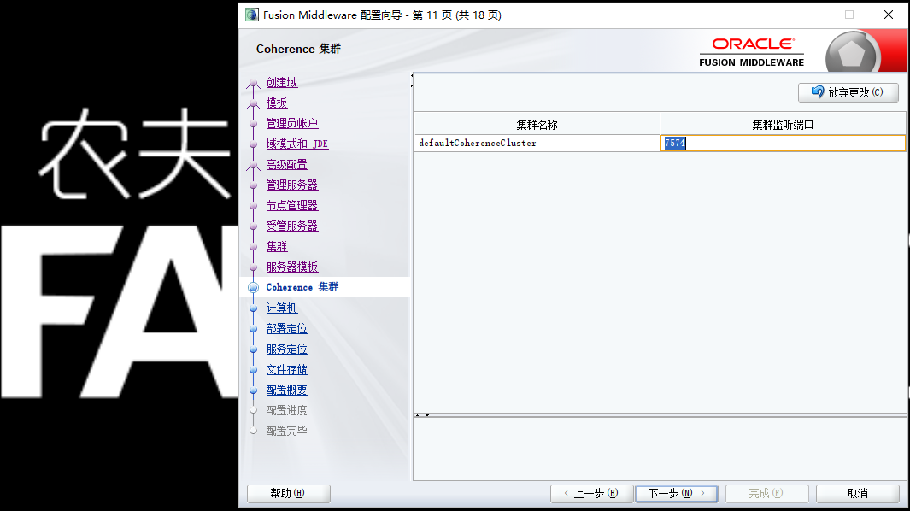 Fusion Middleware 配置向导 - 第 11 页 (共 18 页)
Coherence 集群
ORACLE
FUSION MIDDLEWARE
创建域
模板
管理员帐户
域模式和 JDK
高级配置
管理服务器
节点管理器
受管服务器
集群
服务器模板
Coherence 集群
计算机
部署定位
服务定位
文件存储
配置概要
配置进度
配置完毕
放弃更改(C)
集群名称 集群监听端口
defaultCoherenceCluster 7574
农夫
FA
帮助(H) < 上一步(B) 下一步(N) > 完成(F) 取消